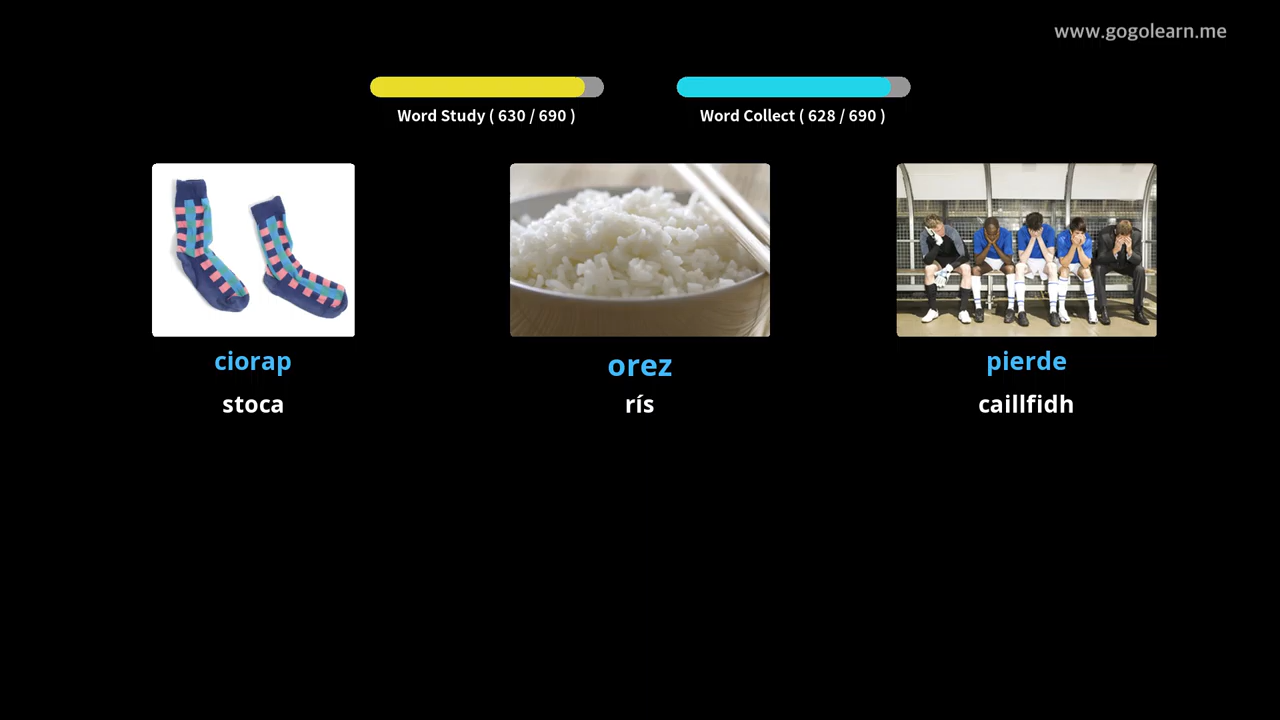 www.gogolearn.me
Word Study ( 630 / 690 )
Word Collect ( 628 / 690 )
ciorap
orez
pierde
stoca
rís
caillfidh